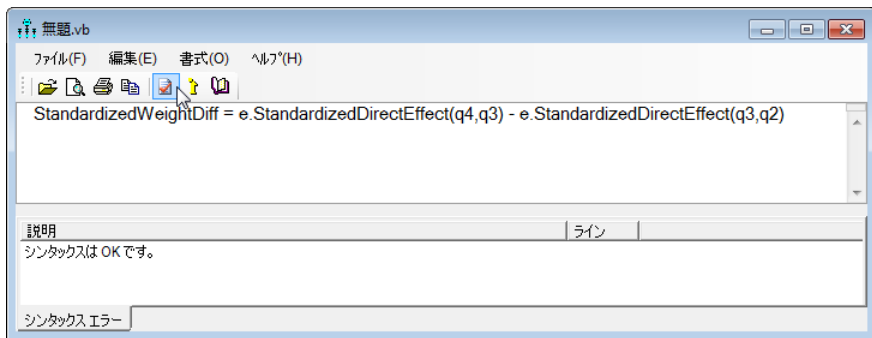 無題.vb
ファイル(F) 編集(E) 書式(O) ヘルプ(H)
StandardizedWeightDiff = e.StandardizedDirectEffect(q4,q3) - e.StandardizedDirectEffect(q3,q2)
説明 ライン
シンタックスは OK です。
シンタックス エラー